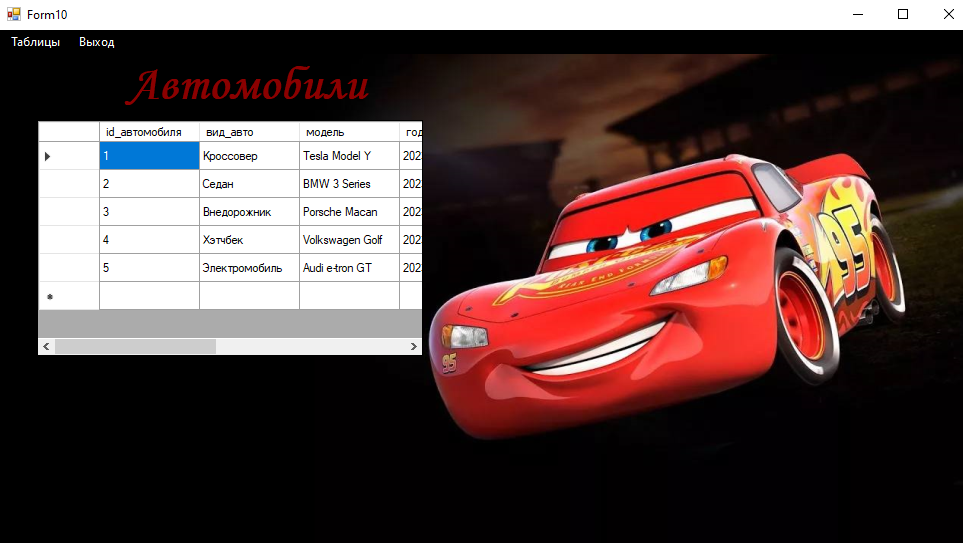 Form10
Таблицы Выход
Автомобили
id_автомобиля вид_авто модель год
1 Кроссовер Tesla Model Y 202
2 Седан BMW 3 Series 202
3 Внедорожник Porsche Macan 202
4 Хэтчбек Volkswagen Golf 202
5 Электромобиль Audi e-tron GT 202
95
95